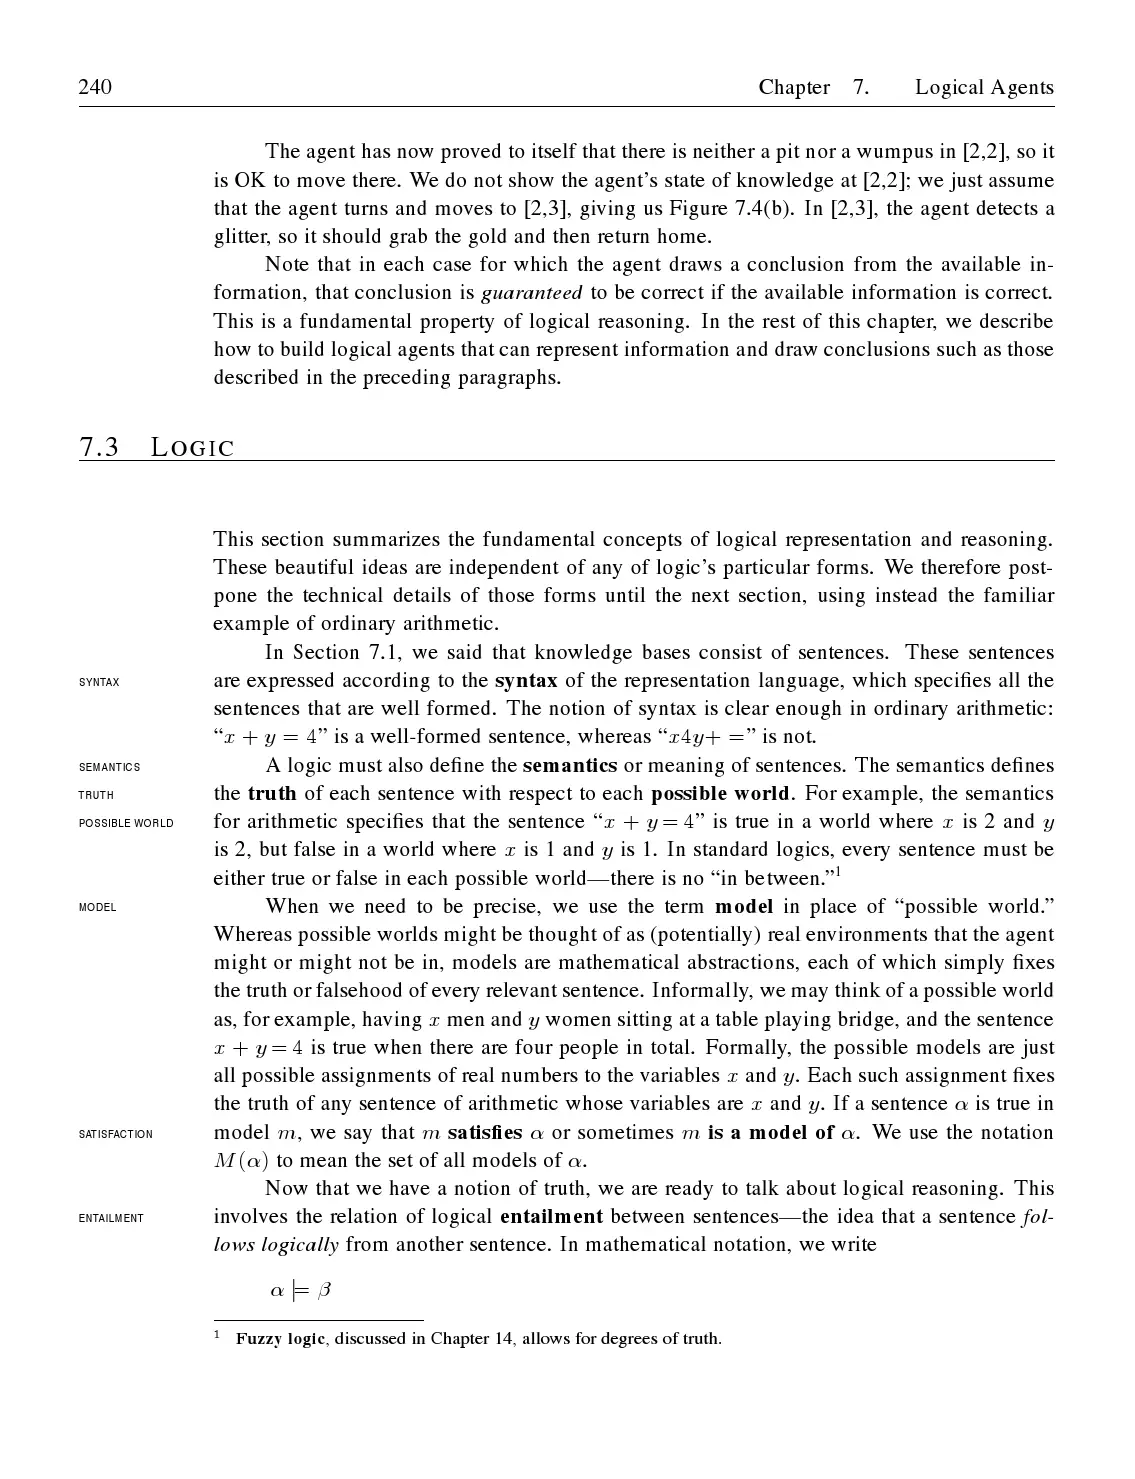 240 Chapter 7. Logical Agents
The agent has now proved to itself that there is neither a pit nor a wumpus in [2,2], so it
is OK to move there. We do not show the agent's state of knowledge at [2,2]; we just assume
that the agent turns and moves to [2,3], giving us Figure 7.4(b). In [2,3], the agent detects a
glitter, so it should grab the gold and then return home.
Note that in each case for which the agent draws a conclusion from the available in-
formation, that conclusion is guaranteed to be correct if the available information is correct.
This is a fundamental property of logical reasoning. In the rest of this chapter, we describe
how to build logical agents that can represent information and draw conclusions such as those
described in the preceding paragraphs.
7.3 LOGIC
This section summarizes the fundamental concepts of logical representation and reasoning.
These beautiful ideas are independent of any of logic's particular forms. We therefore post-
pone the technical details of those forms until the next section, using instead the familiar
example of ordinary arithmetic.
In Section 7.1, we said that knowledge bases consist of sentences. These sentences
SYNTAX are expressed according to the syntax of the representation language, which specifies all the
sentences that are well formed. The notion of syntax is clear enough in ordinary arithmetic:
“x + y = 4” is a well-formed sentence, whereas “x4y+ =” is not.
SEMANTICS A logic must also define the semantics or meaning of sentences. The semantics defines
TRUTH the truth of each sentence with respect to each possible world. For example, the semantics
POSSIBLE WORLD for arithmetic specifies that the sentence “x + y = 4” is true in a world where x is 2 and y
is 2, but false in a world where x is 1 and y is 1. In standard logics, every sentence must be
either true or false in each possible world—there is no “in between.”1
MODEL When we need to be precise, we use the term model in place of “possible world.”
Whereas possible worlds might be thought of as (potentially) real environments that the agent
might or might not be in, models are mathematical abstractions, each of which simply fixes
the truth or falsehood of every relevant sentence. Informally, we may think of a possible world
as, for example, having x men and y women sitting at a table playing bridge, and the sentence
x + y = 4 is true when there are four people in total. Formally, the possible models are just
all possible assignments of real numbers to the variables x and y. Each such assignment fixes
the truth of any sentence of arithmetic whose variables are x and y. If a sentence α is true in
SATISFACTION model m, we say that m satisfies α or sometimes m is a model of α. We use the notation
M(α) to mean the set of all models of α.
Now that we have a notion of truth, we are ready to talk about logical reasoning. This
ENTAILMENT involves the relation of logical entailment between sentences—the idea that a sentence fol-
lows logically from another sentence. In mathematical notation, we write
α |= β
1 Fuzzy logic, discussed in Chapter 14, allows for degrees of truth.